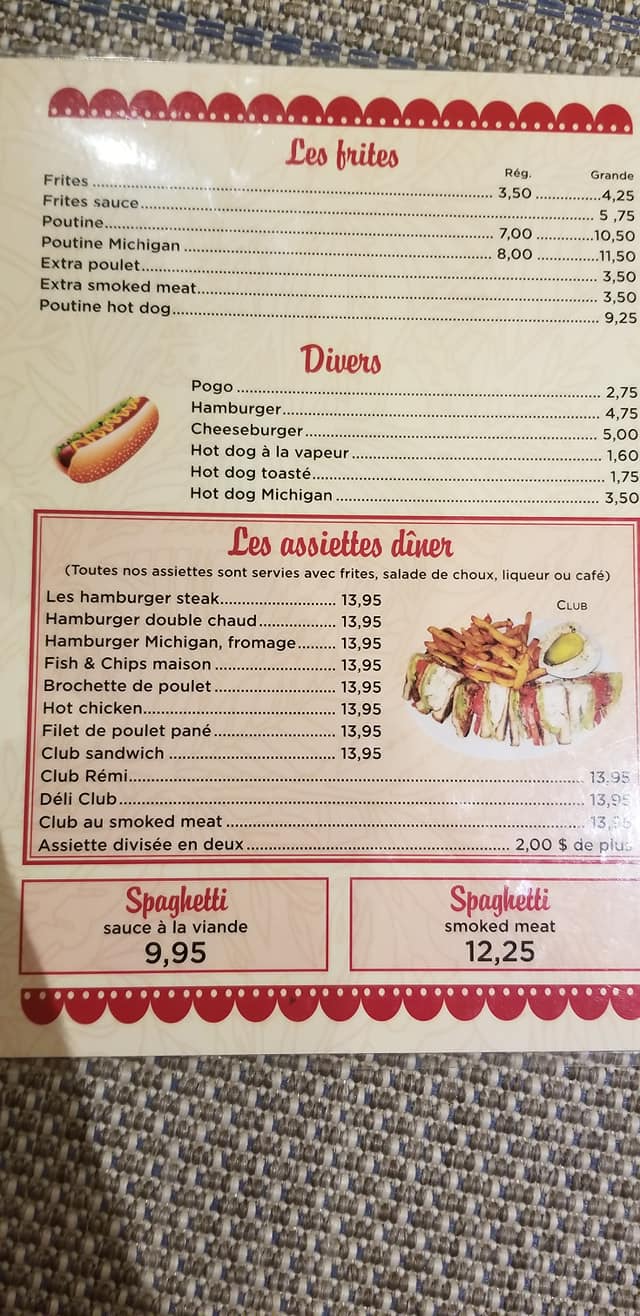 Les frites
Rég. Grande
Frites 3,50 4,25
Frites sauce 5 ,75
Poutine 7,00 10,50
Poutine Michigan 8,00 11,50
Extra poulet 3,50
Extra smoked meat 3,50
Poutine hot dog 9,25
Divers
Pogo 2,75
Hamburger 4,75
Cheeseburger 5,00
Hot dog à la vapeur 1,60
Hot dog toasté 1,75
Hot dog Michigan 3,50
Les assiettes dîner
(Toutes nos assiettes sont servies avec frites, salade de choux, liqueur ou café)
Les hamburger steak 13,95
Hamburger double chaud 13,95
Hamburger Michigan, fromage 13,95
Fish & Chips maison 13,95
Brochette de poulet 13,95
Hot chicken 13,95
Filet de poulet pané 13,95
Club sandwich 13,95
CLUB
Club Rémi 13,95
Déli Club 13,95
Club au smoked meat 13,95
Assiette divisée en deux 2,00 $ de plus
Spaghetti
sauce à la viande
9,95
Spaghetti
smoked meat
12,25